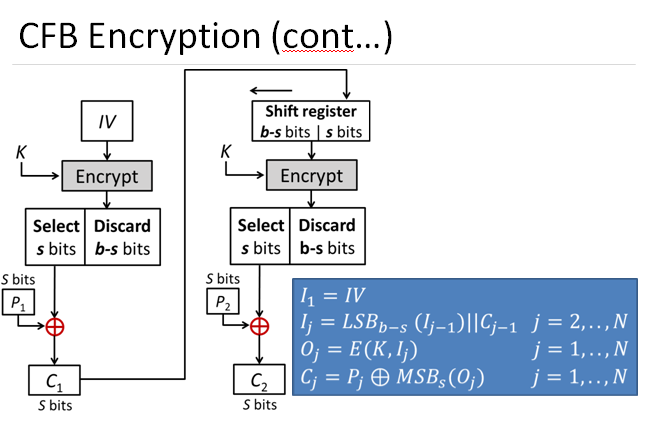 CFB Encryption (cont…)
IV
K
Encrypt
Select Discard
s bits b-s bits
S bits
P1
C1
S bits
Shift register
b-s bits | s bits
K
Encrypt
Select Discard
s bits b-s bits
S bits
P2
C2
S bits
I₁ = IV
Iⱼ = LSB_{b−s} (Iⱼ₋₁)||Cⱼ₋₁ j = 2,..,N
Oⱼ = E(K, Iⱼ) j = 1,..,N
Cⱼ = Pⱼ ⊕ MSBₛ(Oⱼ) j = 1,..,N